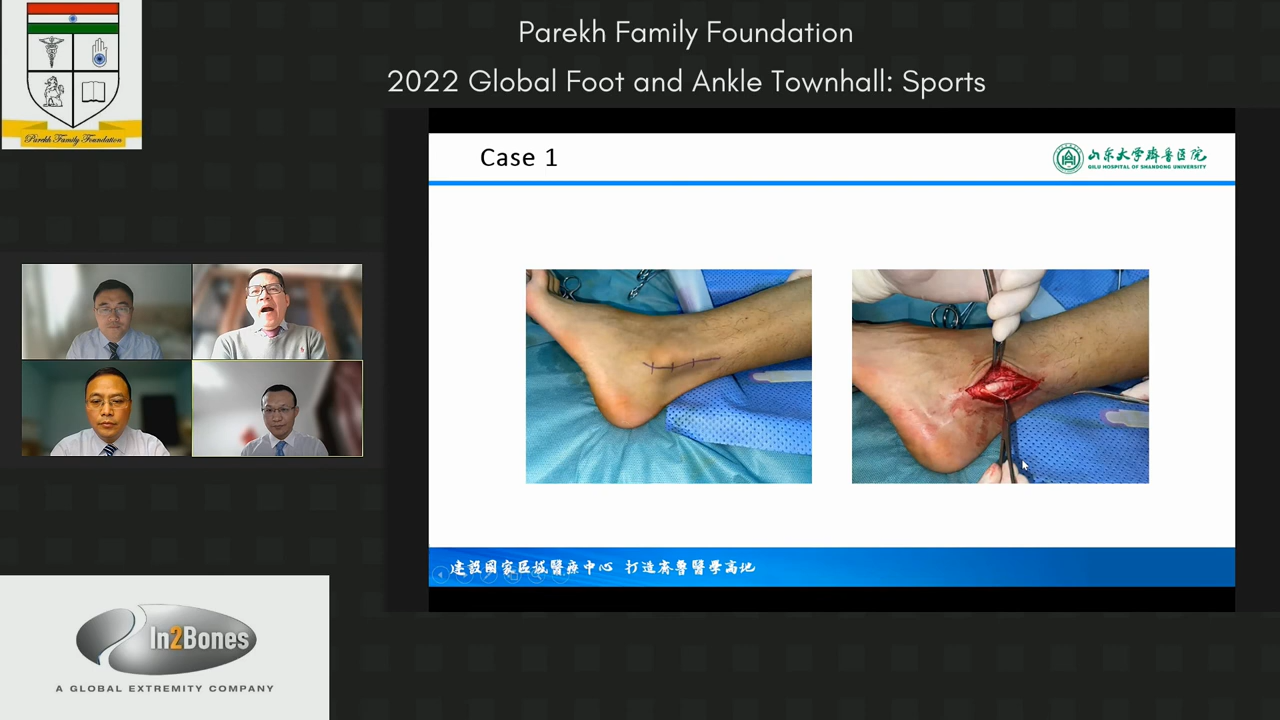 Parekh Family Foundation
2022 Global Foot and Ankle Townhall: Sports
Parekh Family Foundation
Case 1
山东大学齊鲁医院
QILU HOSPITAL OF SHANDONG UNIVERSITY
建設國家區域醫療中心 打造齊魯醫學高地
In2Bones
A GLOBAL EXTREMITY COMPANY